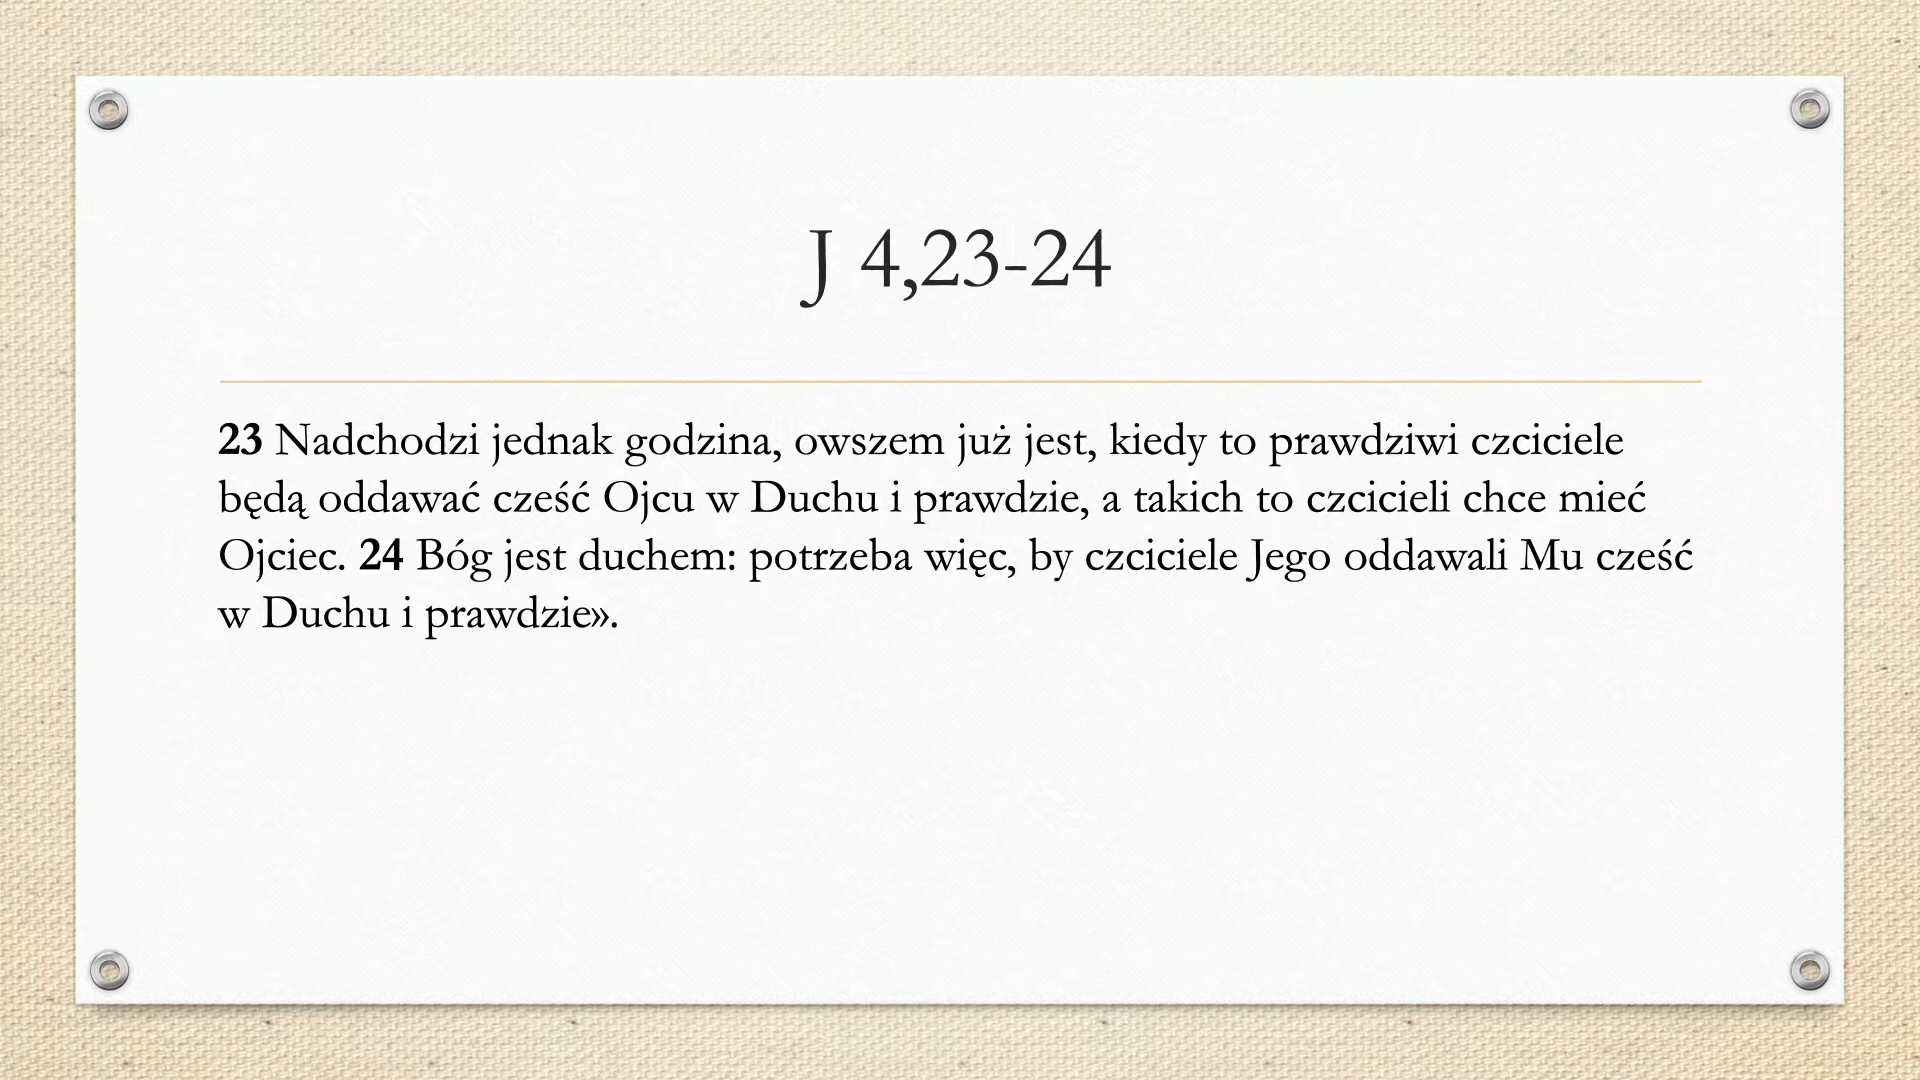 J 4,23-24
23 Nadchodzi jednak godzina, owszem już jest, kiedy to prawdziwi czciciele
będą oddawać cześć Ojcu w Duchu i prawdzie, a takich to czcicieli chce mieć
Ojciec. 24 Bóg jest duchem: potrzeba więc, by czciciele Jego oddawali Mu cześć
w Duchu i prawdzie».